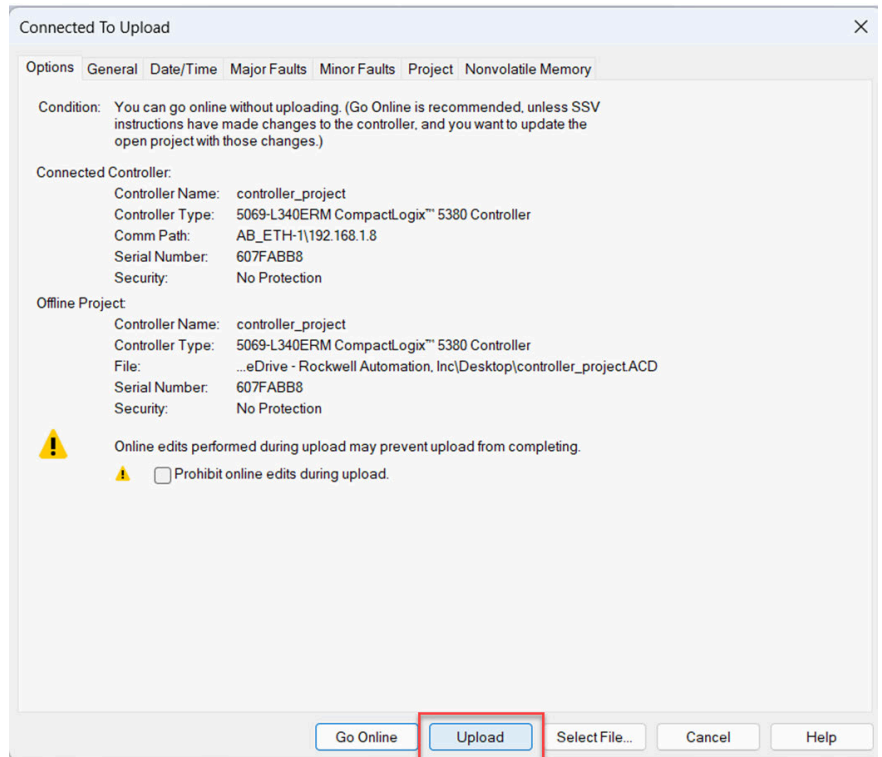 Connected To Upload
Options General Date/Time Major Faults Minor Faults Project Nonvolatile Memory
Condition: You can go online without uploading. (Go Online is recommended, unless SSV
instructions have made changes to the controller, and you want to update the
open project with those changes.)
Connected Controller:
Controller Name: controller_project
Controller Type: 5069-L340ERM CompactLogix™ 5380 Controller
Comm Path: AB_ETH-1\192.168.1.8
Serial Number: 607FABB8
Security: No Protection
Offline Project:
Controller Name: controller_project
Controller Type: 5069-L340ERM CompactLogix™ 5380 Controller
File: ...eDrive - Rockwell Automation, Inc\Desktop\controller_project.ACD
Serial Number: 607FABB8
Security: No Protection
Online edits performed during upload may prevent upload from completing.
Prohibit online edits during upload.
Go Online Upload Select File... Cancel Help